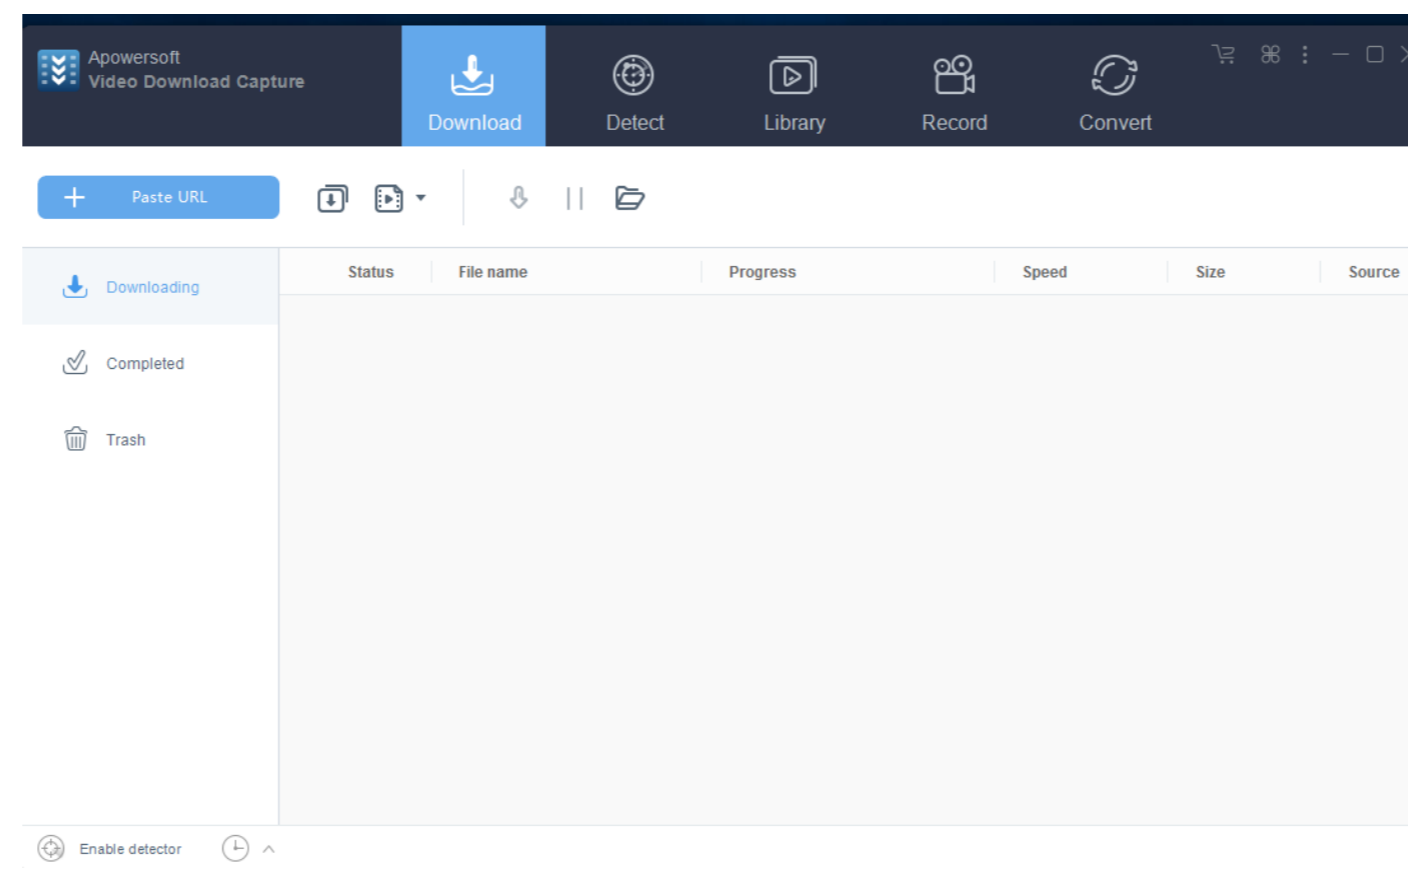 Apowersoft
Video Download Capture
Download
Detect
Library
Record
Convert
Paste URL
Status
File name
Progress
Speed
Size
Source
Downloading
Completed
Trash
Enable detector